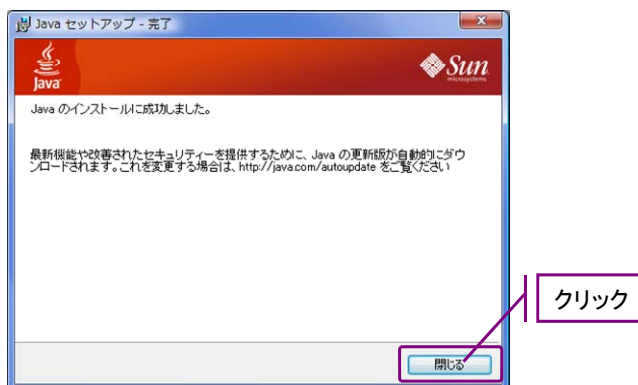 Java セットアップ - 完了
Java
Sun
microsystems
Java のインストールに成功しました。
最新機能や改善されたセキュリティーを提供するために、Java の更新版が自動的にダウ
ンロードされます。これを変更する場合は、http://java.com/autoupdate をご覧ください
クリック
閉じる